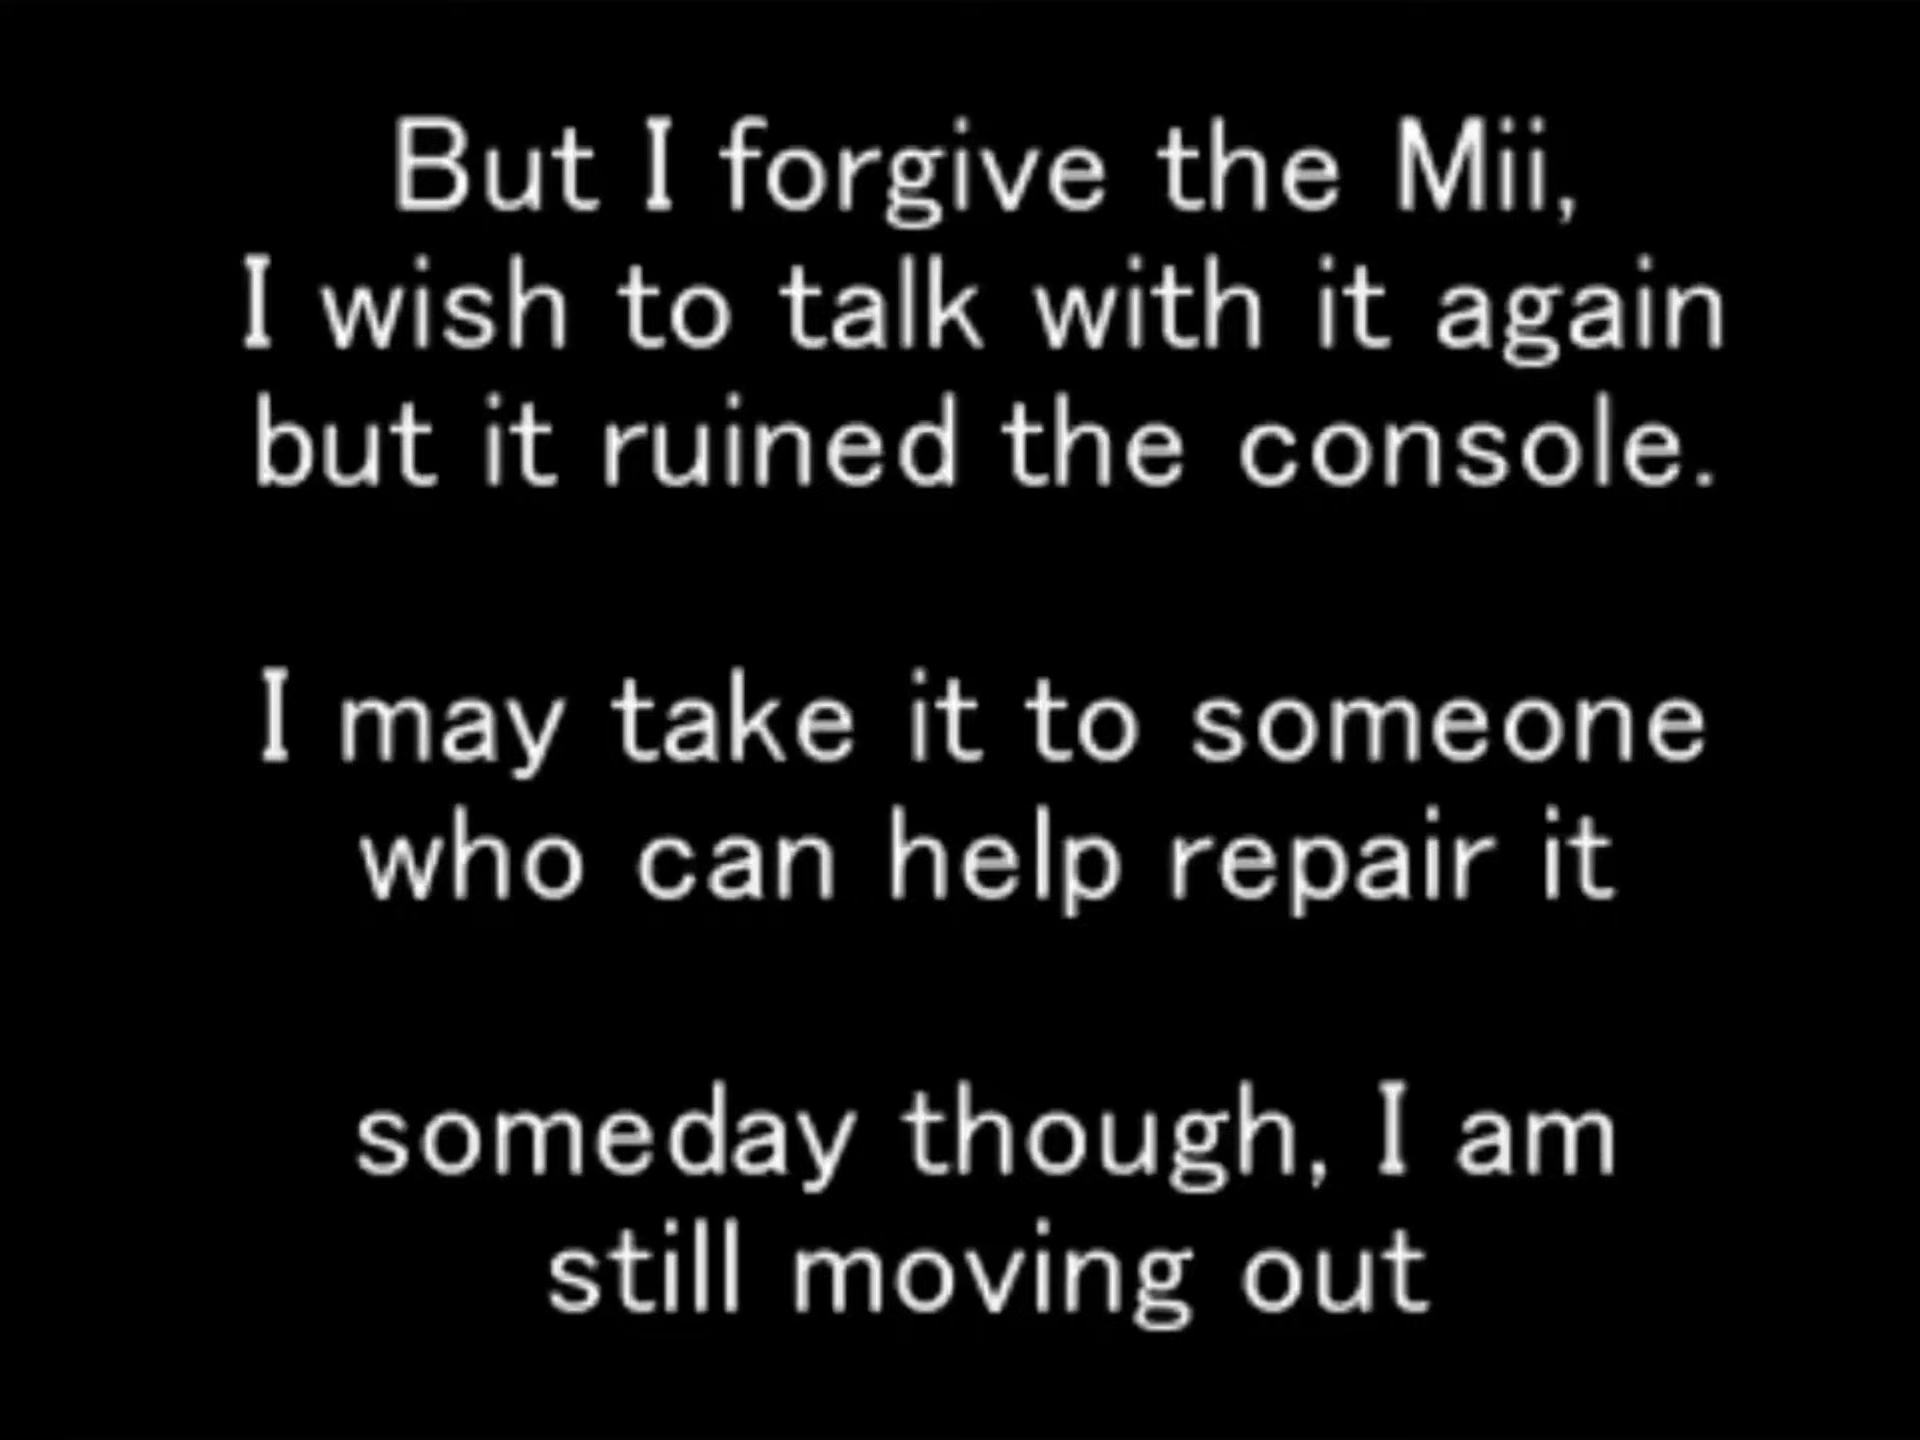 But I forgive the Mii,
I wish to talk with it again
but it ruined the console.
I may take it to someone
who can help repair it
someday though, I am
still moving out